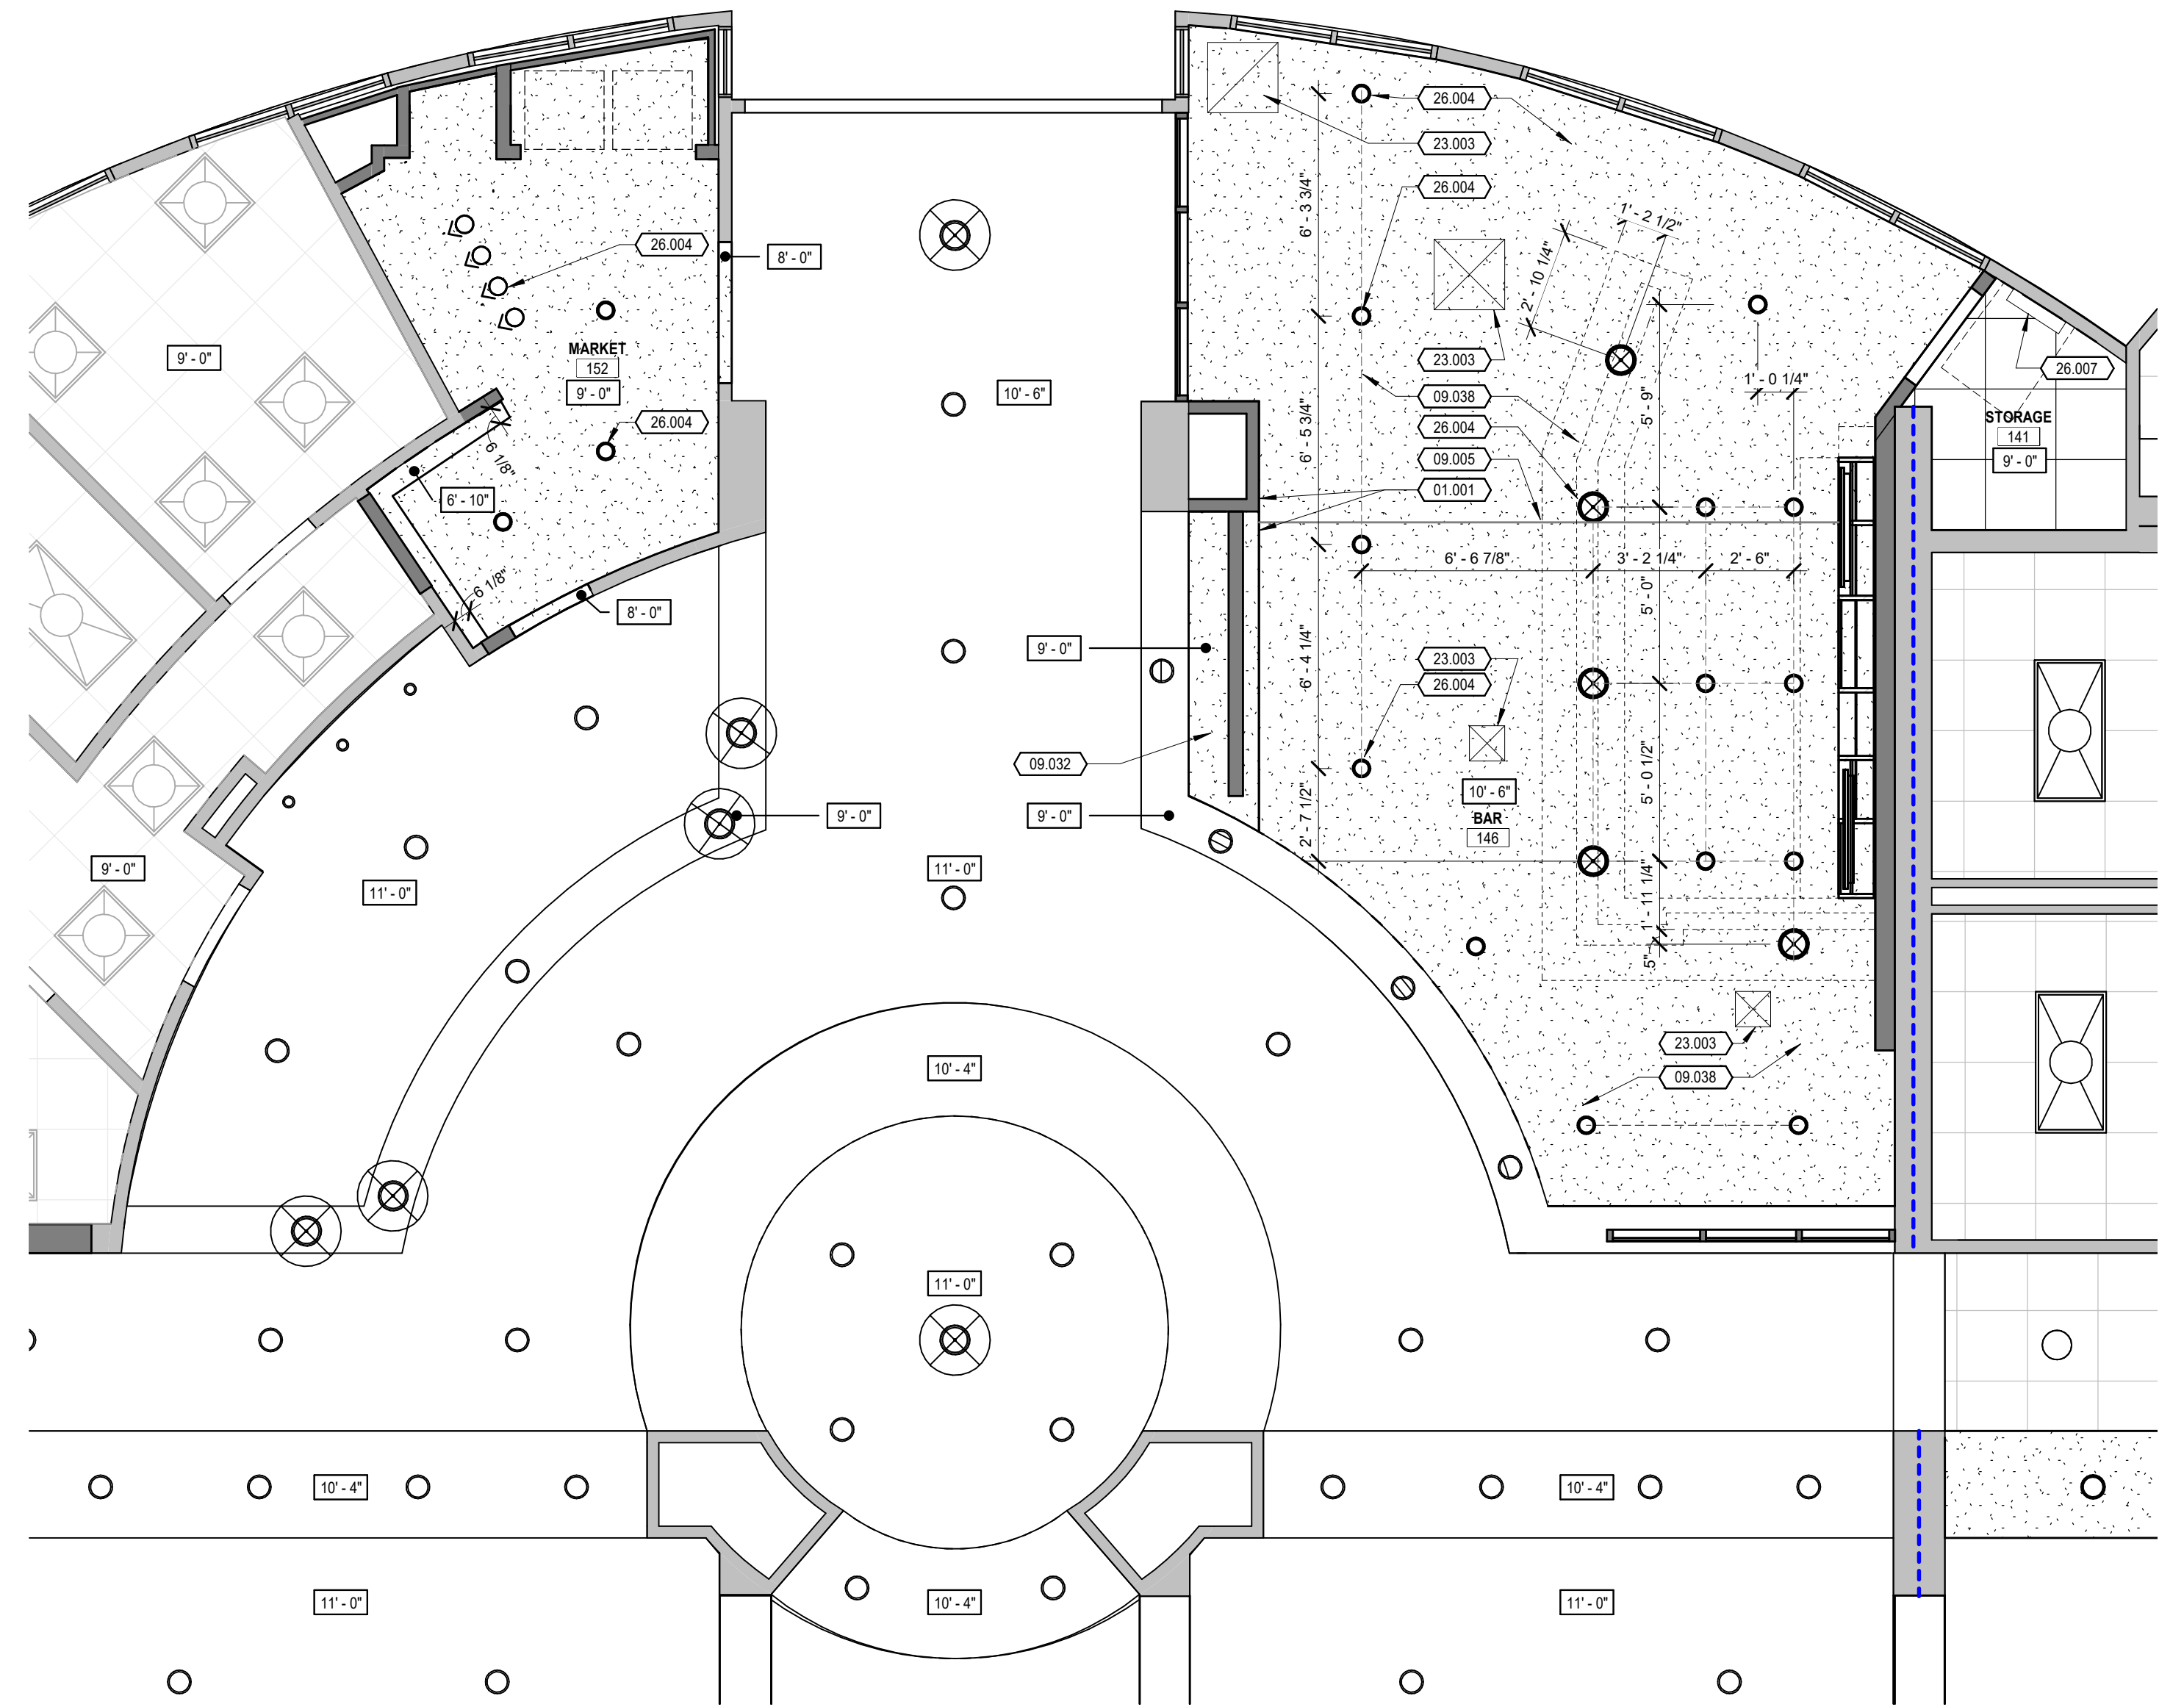 26.004
23.003
26.004
6' - 3 3/4"
1' - 2 1/2"
2' - 10 1/4"
26.004
8' - 0"
9' - 0"
MARKET
152
9' - 0"
10' - 6"
23.003
26.007
1' - 0 1/4"
5' - 9"
09.038
26.004
6' - 5 3/4"
26.004
09.005
01.001
STORAGE
141
9' - 0"
6 1/8"
6' - 10"
6' - 6 7/8"
3' - 2 1/4"
2' - 6"
6 1/8"
8' - 0"
5' - 0"
9' - 0"
6' - 4 1/4"
23.003
26.004
09.032
5' - 0 1/2"
10' - 6"
BAR
146
9' - 0"
9' - 0"
2' - 7 1/2"
9' - 0"
11' - 0"
11' - 0"
1' - 11 1/4"
5"
23.003
09.038
10' - 4"
11' - 0"
10' - 4"
10' - 4"
11' - 0"
10' - 4"
11' - 0"